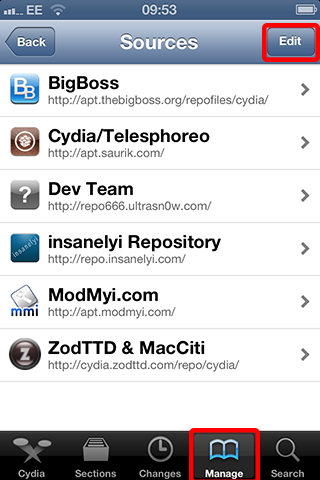 EE 09:53
Back Sources Edit
BB BigBoss
http://apt.thebigboss.org/repofiles/cydia/
Cydia/Telesphoreo
http://apt.saurik.com/
? Dev Team
http://repo666.ultrasn0w.com/
Insanelyi insanelyi Repository
http://repo.insanelyi.com/
mmi ModMyi.com
http://apt.modmyi.com/
Z ZodTTD & MacCiti
http://cydia.zodttd.com/repo/cydia/
Cydia Sections Changes Manage Search